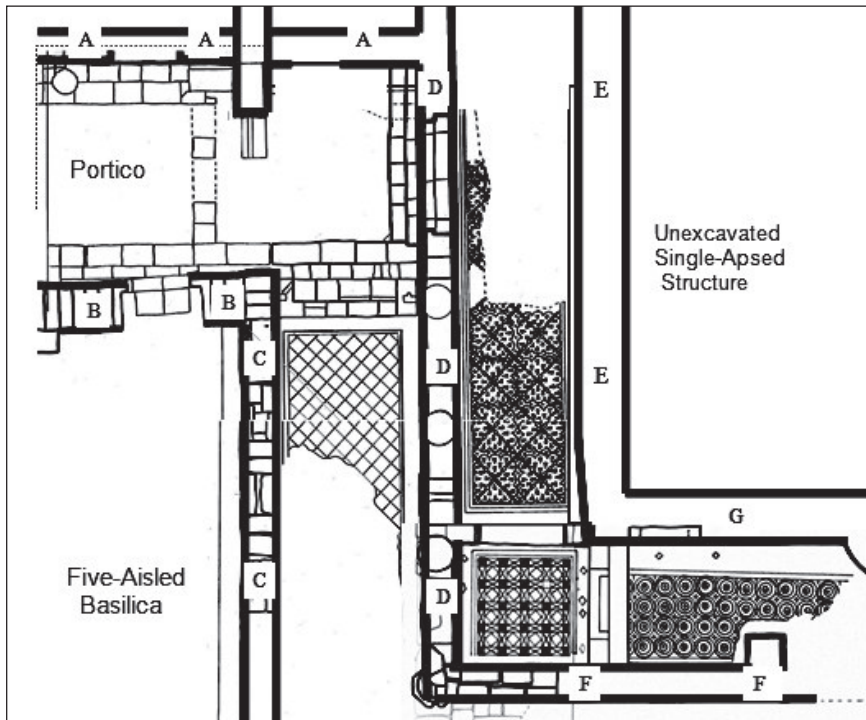 A A A
D
E
Portico
Unexcavated
Single-Apsed
Structure
B B
C
D
E
G
Five-Aisled
Basilica
C
D
F F